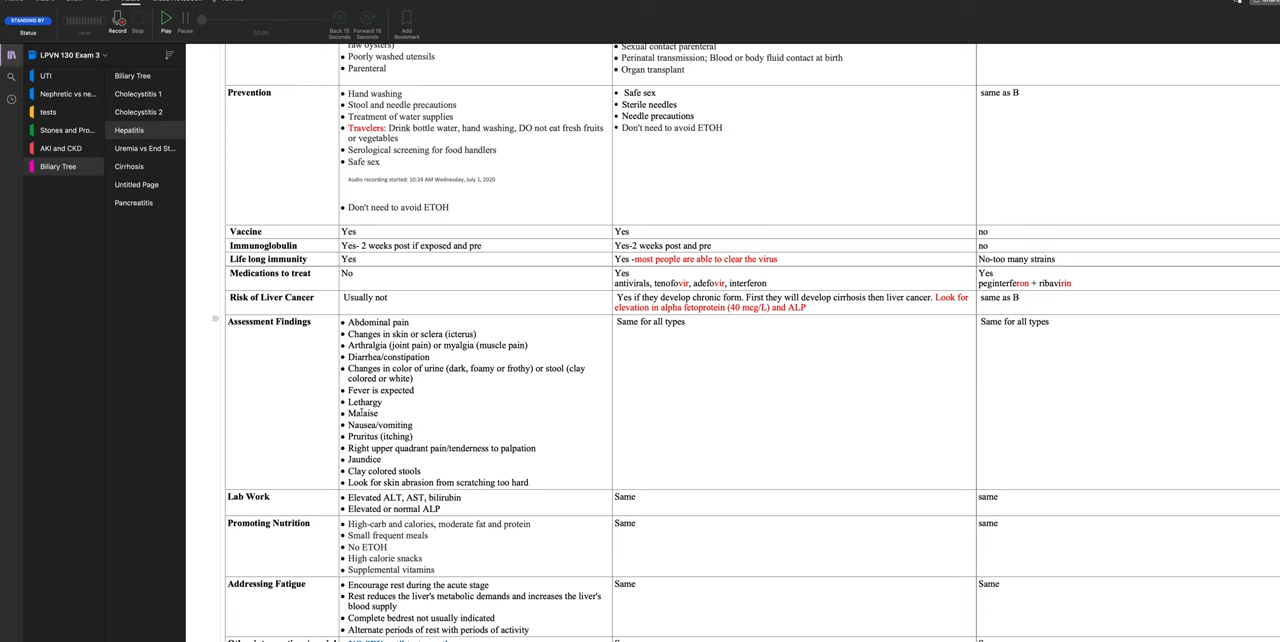 STANDING BY
Status
Level
Record
Stop
Play
Pause
00:00
Back 15
Seconds
Forward 15
Seconds
Add
Bookmark
LPVN 130 Exam 3
UTI
Nephretic vs ne...
tests
Stones and Pro...
AKI and CKD
Biliary Tree
Biliary Tree
Cholecystitis 1
Cholecystitis 2
Hepatitis
Uremia vs End St...
Cirrhosis
Untitled Page
Pancreatitis
raw oysters)
• Poorly washed utensils
• Parenteral
• Sexual contact parenteral
• Perinatal transmission; Blood or body fluid contact at birth
• Organ transplant
Prevention
• Hand washing
• Stool and needle precautions
• Treatment of water supplies
• Travelers: Drink bottle water, hand washing, DO not eat fresh fruits
or vegetables
• Serological screening for food handlers
• Safe sex
Audio recording started: 10:24 AM Wednesday, July 1, 2020
• Don't need to avoid ETOH
• Safe sex
• Sterile needles
• Needle precautions
• Don't need to avoid ETOH
same as B
Vaccine
Yes
Yes
no
Immunoglobulin
Yes- 2 weeks post if exposed and pre
Yes-2 weeks post and pre
no
Life long immunity
Yes
Yes -most people are able to clear the virus
No-too many strains
Medications to treat
No
Yes
antivirals, tenofovir, adefovir, interferon
Yes
peginterferon + ribavirin
Risk of Liver Cancer
Usually not
Yes if they develop chronic form. First they will develop cirrhosis then liver cancer. Look for
elevation in alpha fetoprotein (40 mcg/L) and ALP
same as B
Assessment Findings
• Abdominal pain
• Changes in skin or sclera (icterus)
• Arthralgia (joint pain) or myalgia (muscle pain)
• Diarrhea/constipation
• Changes in color of urine (dark, foamy or frothy) or stool (clay
colored or white)
• Fever is expected
• Lethargy
• Malaise
• Nausea/vomiting
• Pruritus (itching)
• Right upper quadrant pain/tenderness to palpation
• Jaundice
• Clay colored stools
• Look for skin abrasion from scratching too hard
Same for all types
Same for all types
Lab Work
• Elevated ALT, AST, bilirubin
• Elevated or normal ALP
Same
same
Promoting Nutrition
• High-carb and calories, moderate fat and protein
• Small frequent meals
• No ETOH
• High calorie snacks
• Supplemental vitamins
Same
same
Addressing Fatigue
• Encourage rest during the acute stage
• Rest reduces the liver's metabolic demands and increases the liver's
blood supply
• Complete bedrest not usually indicated
• Alternate periods of rest with periods of activity
Same
Same